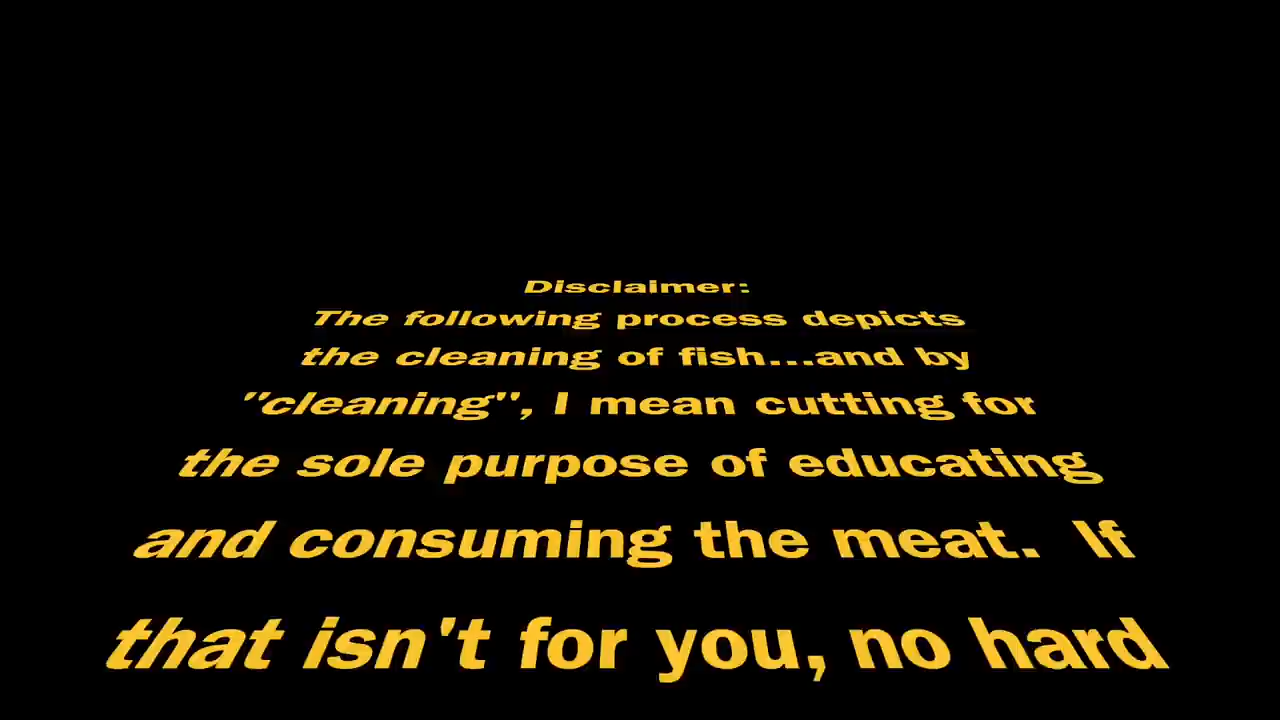 Disclaimer:
The following process depicts
the cleaning of fish...and by
"cleaning", I mean cutting for
the sole purpose of educating
and consuming the meat.  If
that isn't for you, no hard